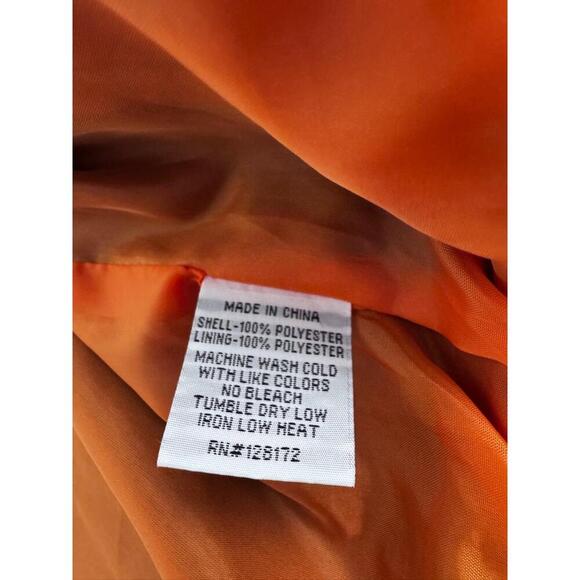 MADE IN CHINA
SHELL-100% POLYESTER
LINING-100% POLYESTER
MACHINE WASH COLD
WITH LIKE COLORS
NO BLEACH
TUMBLE DRY LOW
IRON LOW HEAT
RN#128172